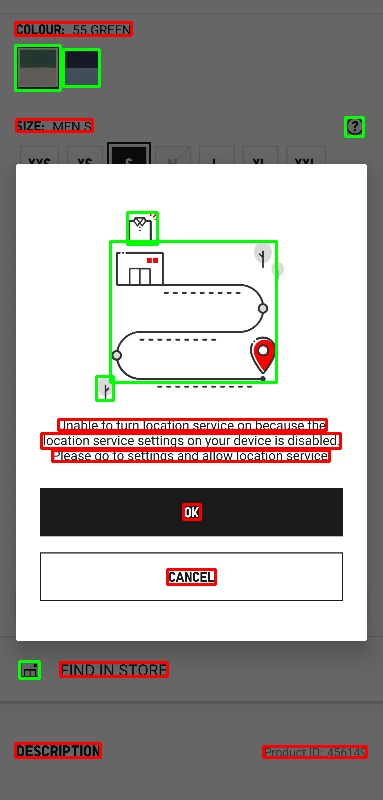 COLOUR: 55 GREEN
SIZE: MEN S
?
XXS XS S M L XL XXL
Unable to turn location service on because the
location service settings on your device is disabled.
Please go to settings and allow location service
OK
CANCEL
FIND IN STORE
DESCRIPTION
Product ID: 456149